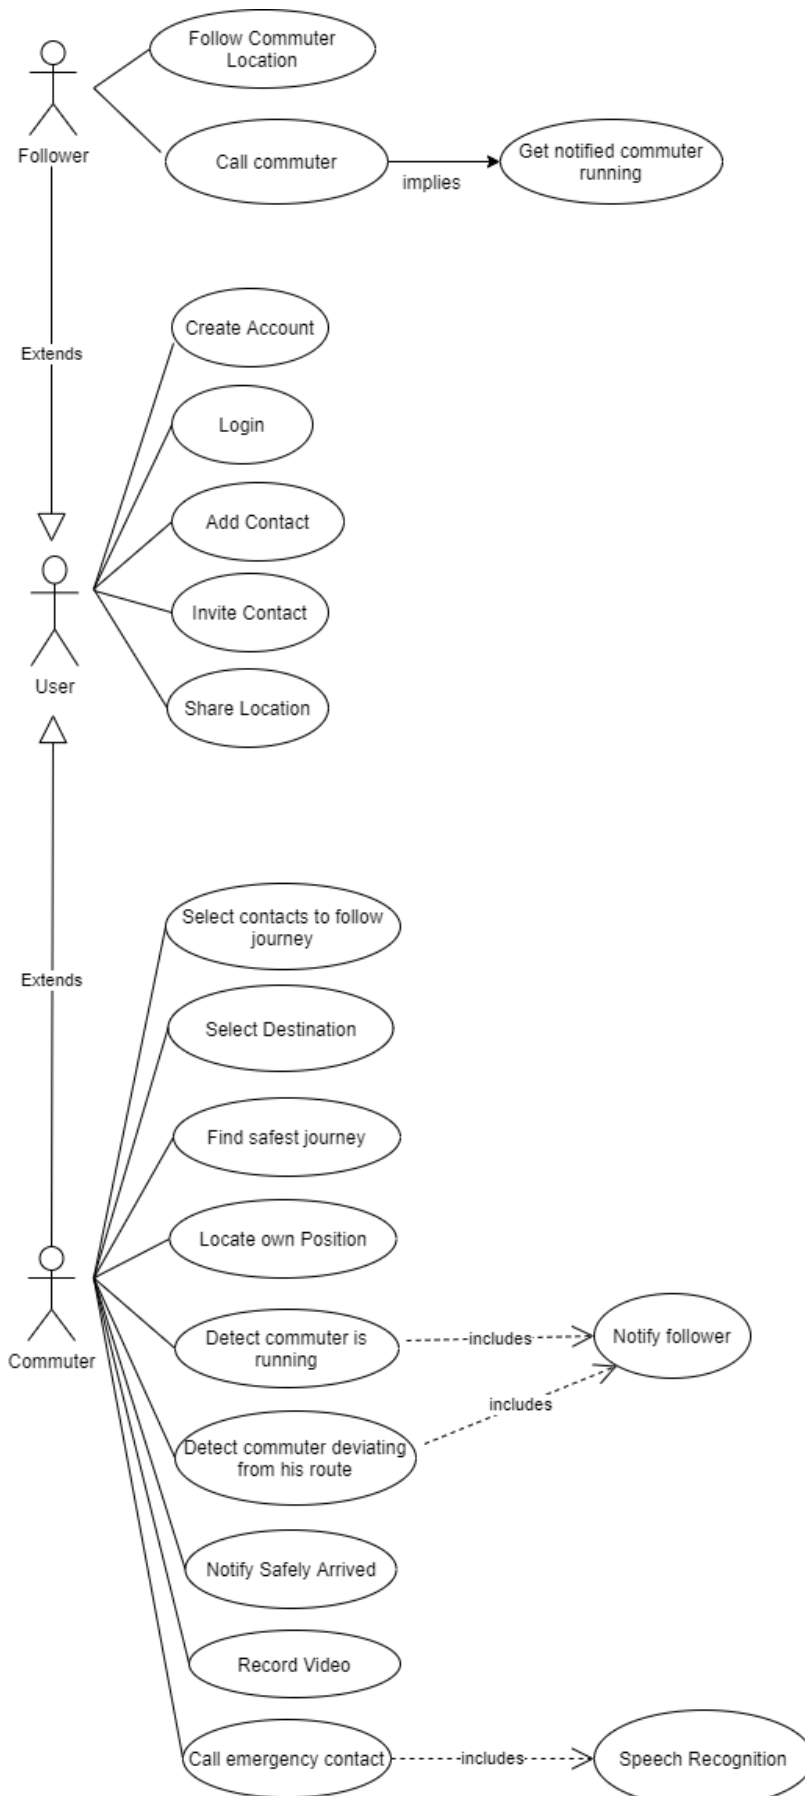 Follow Commuter
Location
Follower
Call commuter
implies
Get notified commuter
running
Extends
Create Account
Login
Add Contact
Invite Contact
User
Share Location
Select contacts to follow
journey
Extends
Select Destination
Find safest journey
Locate own Position
Commuter
Detect commuter is
running
includes
Notify follower
includes
Detect commuter deviating
from his route
Notify Safely Arrived
Record Video
Call emergency contact
includes
Speech Recognition